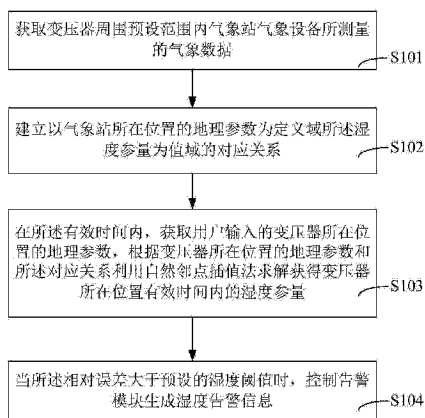 获取变压器周围预设范围内气象站气象设备所测量
的气象数据
S101
建立以气象站所在位置的地理参数为定义域所述湿
度参量为值域的对应关系
S102
在所述有效时间内，获取用户输入的变压器所在位
置的地理参数，根据变压器所在位置的地理参数和
所述对应关系利用自然邻点插值法求解获得变压器
所在位置有效时间内的湿度参量
S103
当所述相对误差大于预设的湿度阈值时，控制告警
模块生成湿度告警信息
S104